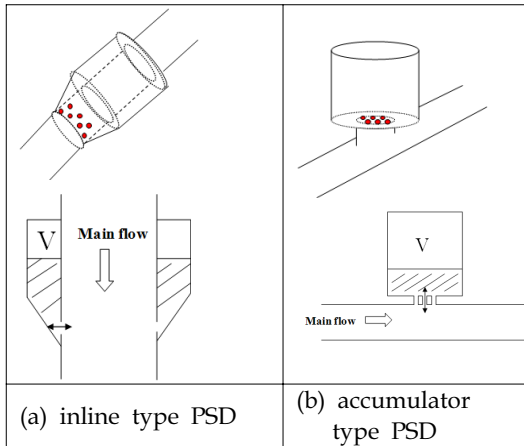 V
Main flow
(a) inline type PSD
V
Main flow
(b) accumulator
type PSD